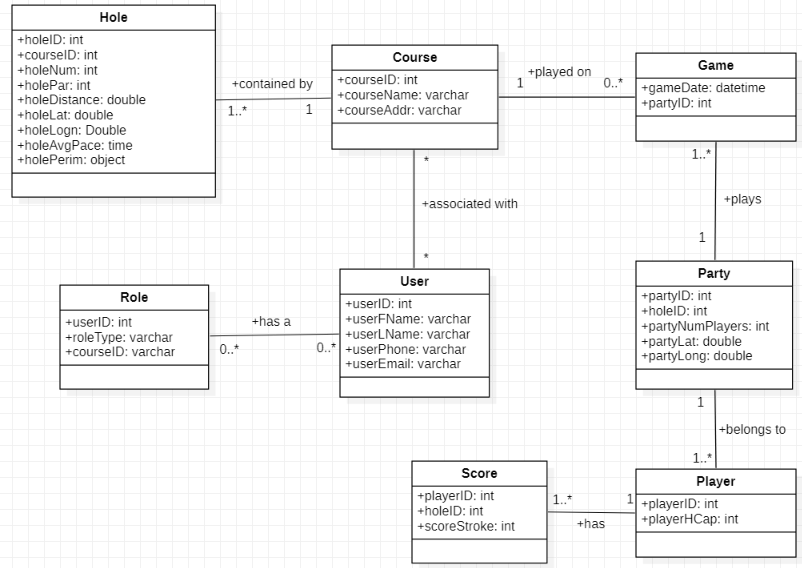 Hole
+holeID: int
+courseID: int
+holeNum: int
+holePar: int
+holeDistance: double
+holeLat: double
+holeLogn: Double
+holeAvgPace: time
+holePerim: object
+contained by
1..*
1
Course
+courseID: int
+courseName: varchar
+courseAddr: varchar
+played on
1
0..*
Game
+gameDate: datetime
+partyID: int
*
+associated with
*
1..*
+plays
1
Role
+userID: int
+roleType: varchar
+courseID: varchar
+has a
0..*
0..*
User
+userID: int
+userFName: varchar
+userLName: varchar
+userPhone: varchar
+userEmail: varchar
Party
+partyID: int
+holeID: int
+partyNumPlayers: int
+partyLat: double
+partyLong: double
1
+belongs to
1..*
Score
+playerID: int
+holeID: int
+scoreStroke: int
1..*
1
+has
Player
+playerID: int
+playerHCap: int